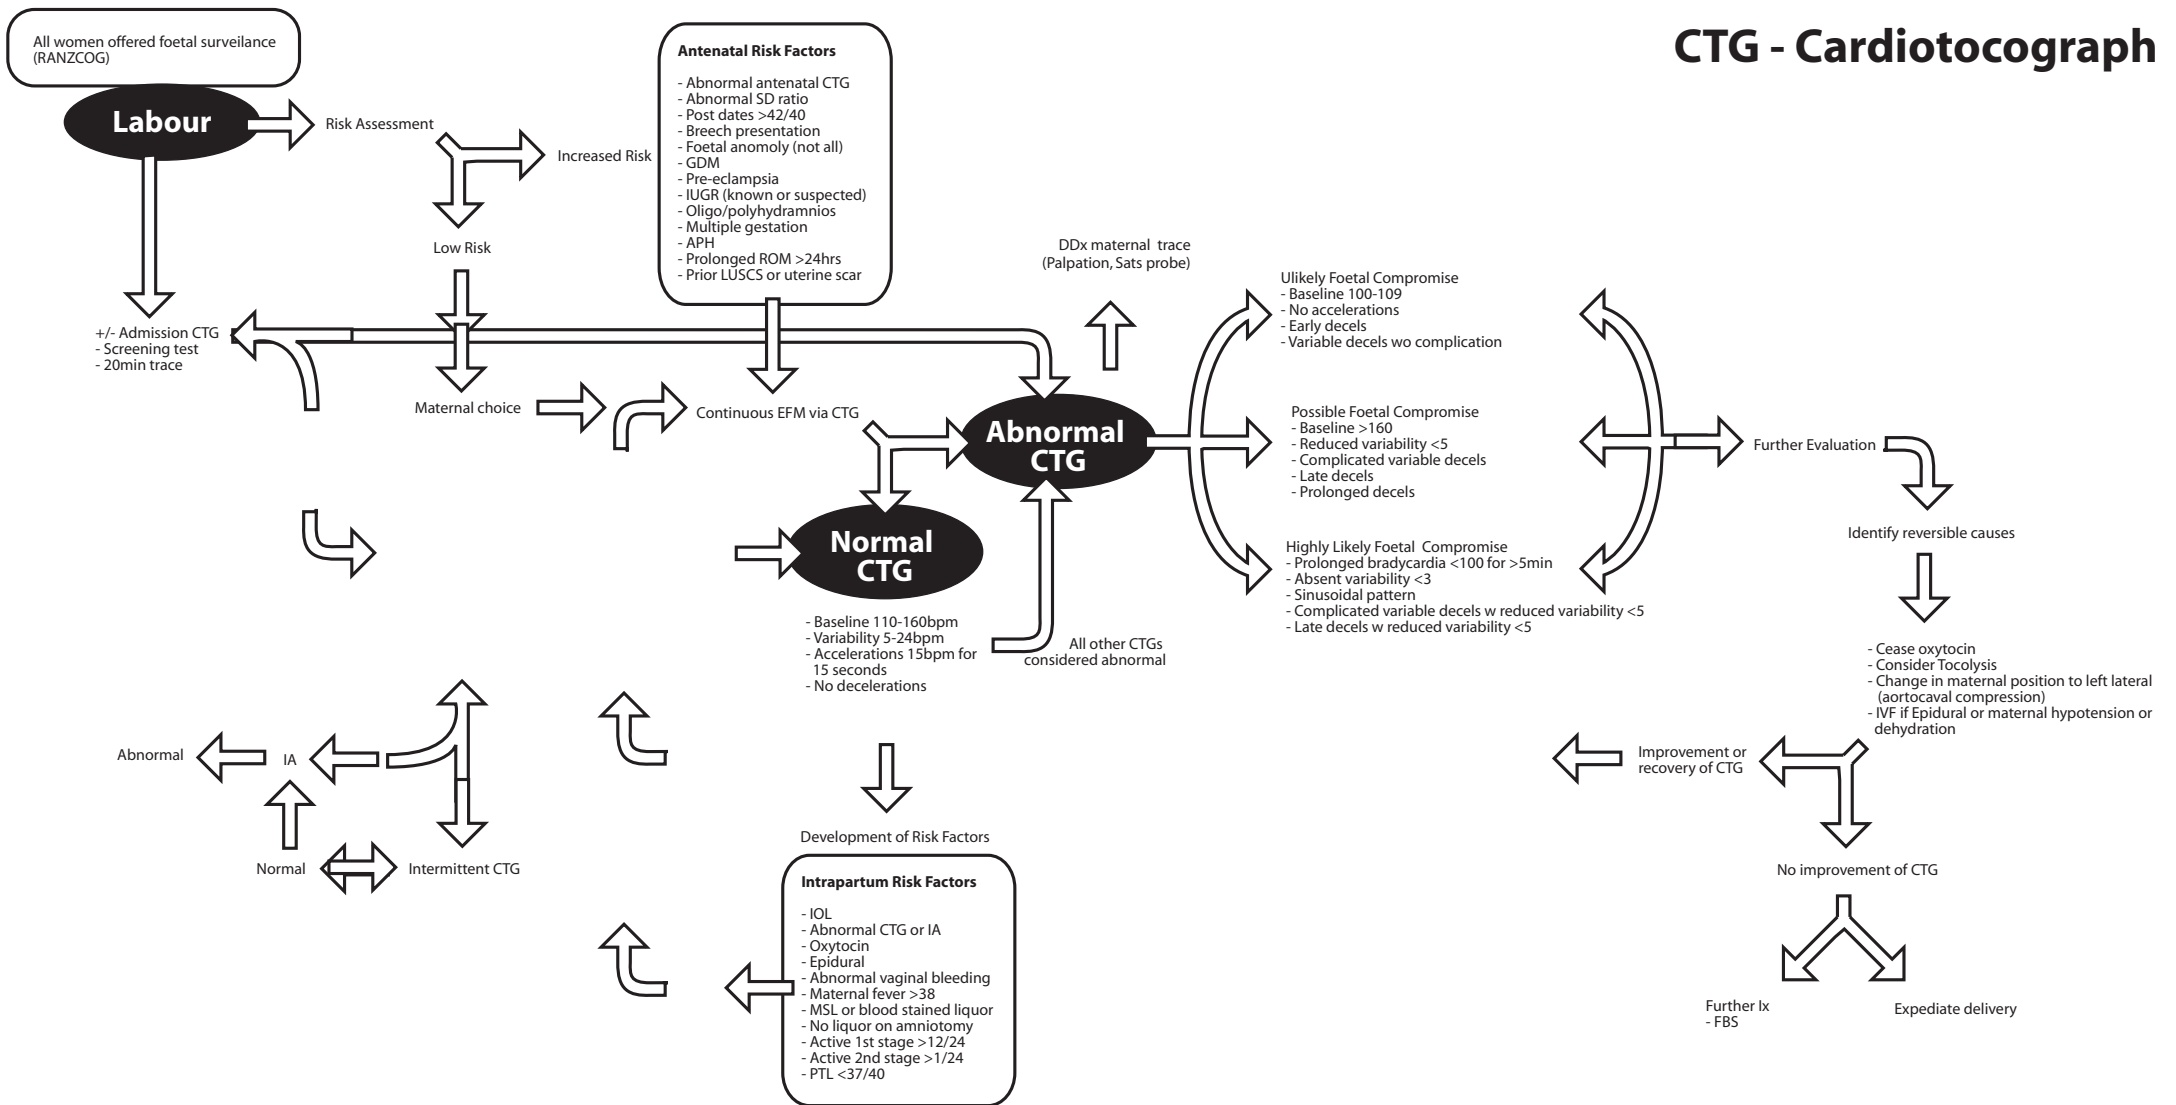 CTG - Cardiotocograph
All women offered foetal surveilance
(RANZCOG)
Labour
Risk Assessment
Increased Risk
Low Risk
Antenatal Risk Factors
- Abnormal antenatal CTG
- Abnormal SD ratio
- Post dates >42/40
- Breech presentation
- Foetal anomoly (not all)
- GDM
- Pre-eclampsia
- IUGR (known or suspected)
- Oligo/polyhydramnios
- Multiple gestation
- APH
- Prolonged ROM >24hrs
- Prior LUSCS or uterine scar
+/- Admission CTG
- Screening test
- 20min trace
Maternal choice
Continuous EFM via CTG
DDx maternal trace
(Palpation, Sats probe)
Abnormal
CTG
Normal
CTG
- Baseline 110-160bpm
- Variability 5-24bpm
- Accelerations 15bpm for
15 seconds
- No decelerations
All other CTGs
considered abnormal
Ulikely Foetal Compromise
- Baseline 100-109
- No accelerations
- Early decels
- Variable decels wo complication
Possible Foetal Compromise
- Baseline >160
- Reduced variability <5
- Complicated variable decels
- Late decels
- Prolonged decels
Highly Likely Foetal Compromise
- Prolonged bradycardia <100 for >5min
- Absent variability <3
- Sinusoidal pattern
- Complicated variable decels w reduced variability <5
- Late decels w reduced variability <5
Further Evaluation
Identify reversible causes
- Cease oxytocin
- Consider Tocolysis
- Change in maternal position to left lateral
(aortocaval compression)
- IVF if Epidural or maternal hypotension or
dehydration
Improvement or
recovery of CTG
No improvement of CTG
Further Ix
- FBS
Expediate delivery
Abnormal
IA
Normal
Intermittent CTG
Development of Risk Factors
Intrapartum Risk Factors
- IOL
- Abnormal CTG or IA
- Oxytocin
- Epidural
- Abnormal vaginal bleeding
- Maternal fever >38
- MSL or blood stained liquor
- No liquor on amniotomy
- Active 1st stage >12/24
- Active 2nd stage >1/24
- PTL <37/40